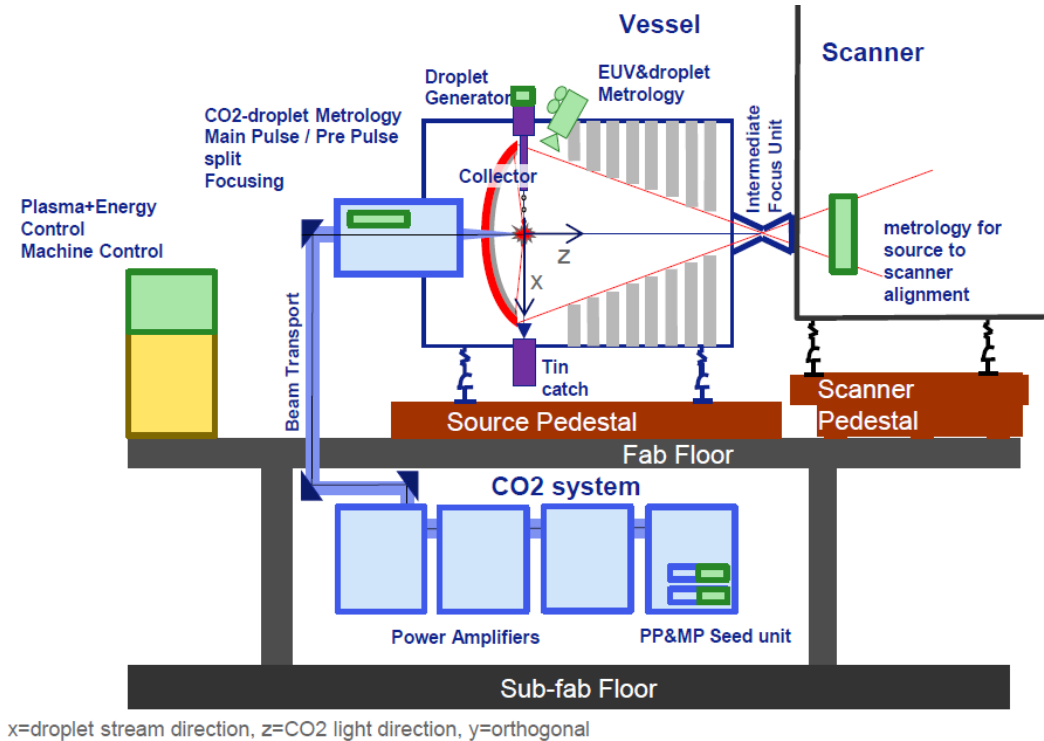 Vessel
Scanner
Droplet
Generator
EUV&droplet
Metrology
CO2-droplet Metrology
Main Pulse / Pre Pulse
split
Focusing
Collector
Intermediate
Focus Unit
Plasma+Energy
Control
Machine Control
z
x
metrology for
source to
scanner
alignment
Beam Transport
Tin
catch
Source Pedestal
Scanner
Pedestal
Fab Floor
CO2 system
Power Amplifiers
PP&MP Seed unit
Sub-fab Floor
x=droplet stream direction, z=CO2 light direction, y=orthogonal